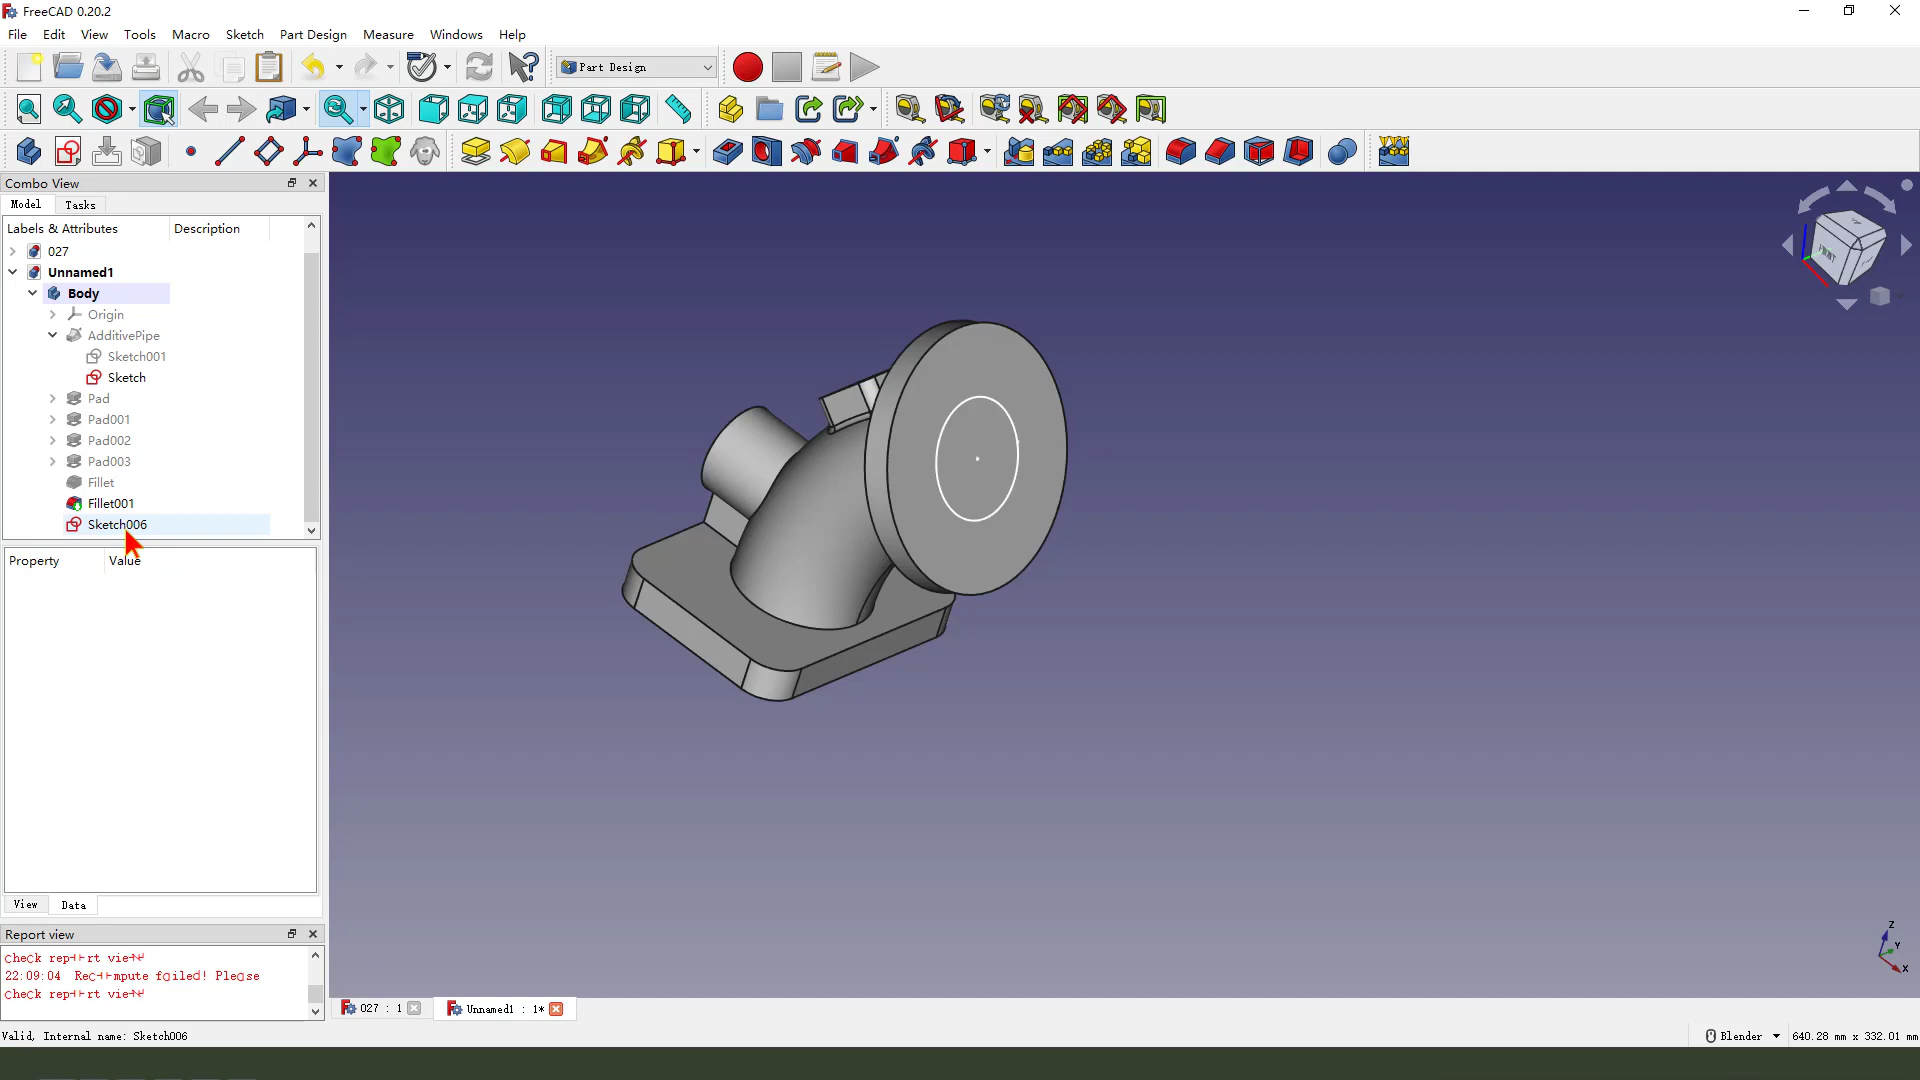 FreeCAD 0.20.2
File Edit View Tools Macro Sketch Part Design Measure Windows Help
Part Design
Combo View
Model Tasks
Labels & Attributes Description
027
Unnamed1
Body
Origin
AdditivePipe
Sketch001
Sketch
Pad
Pad001
Pad002
Pad003
Fillet
Fillet001
Sketch006
Property Value
View Data
Report view
22:09:04
027 : 1
Unnamed1 : 1*
Valid, Internal name: Sketch006
Blender
640.28 mm x 332.01 mm
FRONT
Z
Y
X